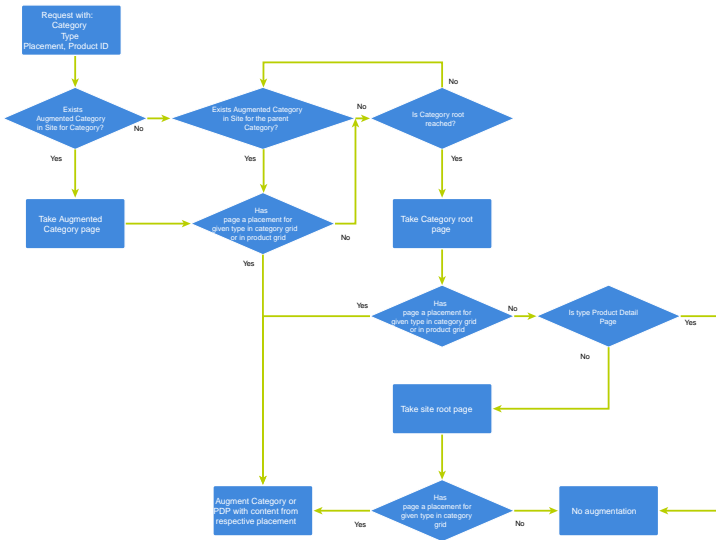 Request with:
Category
Type
Placement, Product ID
Exists
Augmented Category
in Site for Category?
No
Exists Augmented Category
in Site for the parent
Category?
No
Is Category root
reached?
No
Yes
Yes
Yes
Take Augmented
Category page
Has
page a placement for
given type in category grid
or in product grid
No
Yes
Take Category root
page
Yes
Has
page a placement for
given type in category grid
or in product grid
No
Is type Product Detail
Page
Yes
No
Take site root page
Augment Category or
PDP with content from
respective placement
Yes
Has
page a placement for
given type in category
grid
No
No augmentation